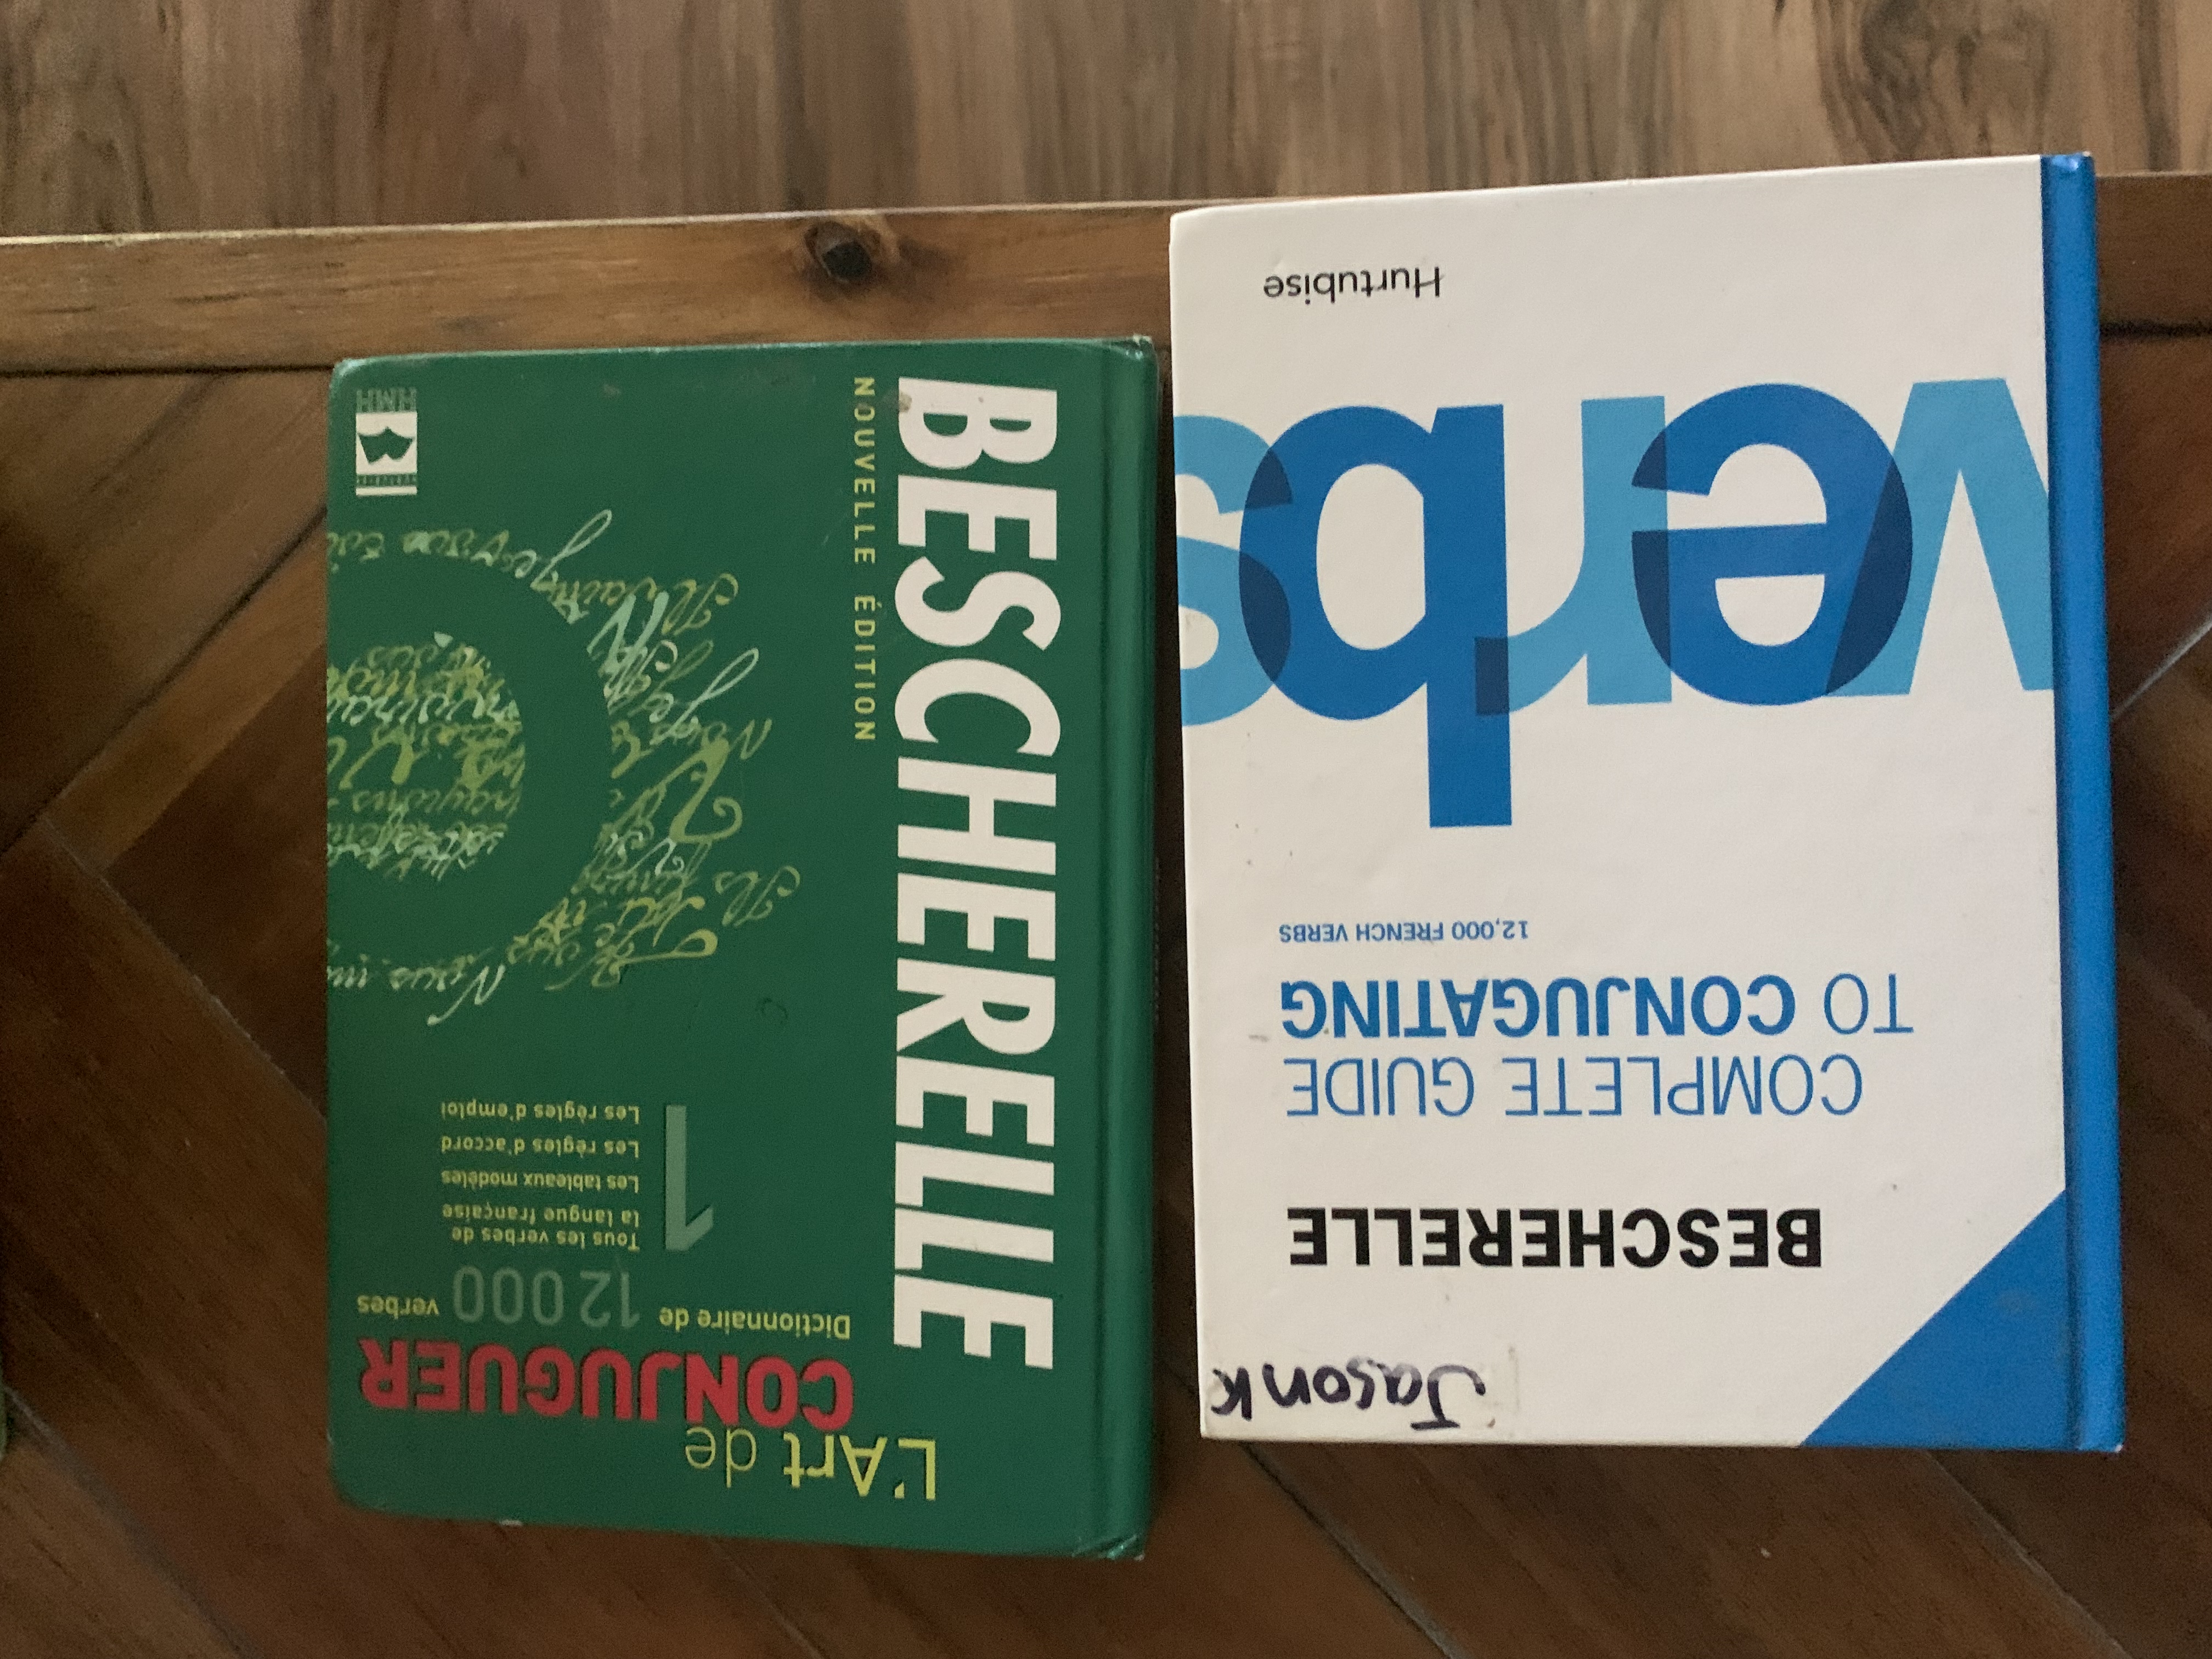 Jason K
BESCHERELLE
COMPLETE GUIDE
TO CONJUGATING
12,000 FRENCH VERBS
verbs
Hurtubise
L'Art de
CONJUGUER
Dictionnaire de 12 000 verbes
1
Tous les verbes de
la langue française
Les tableaux modèles
Les règles d'accord
Les règles d'emploi
BESCHERELLE
NOUVELLE ÉDITION
HURTUBISE
HMH